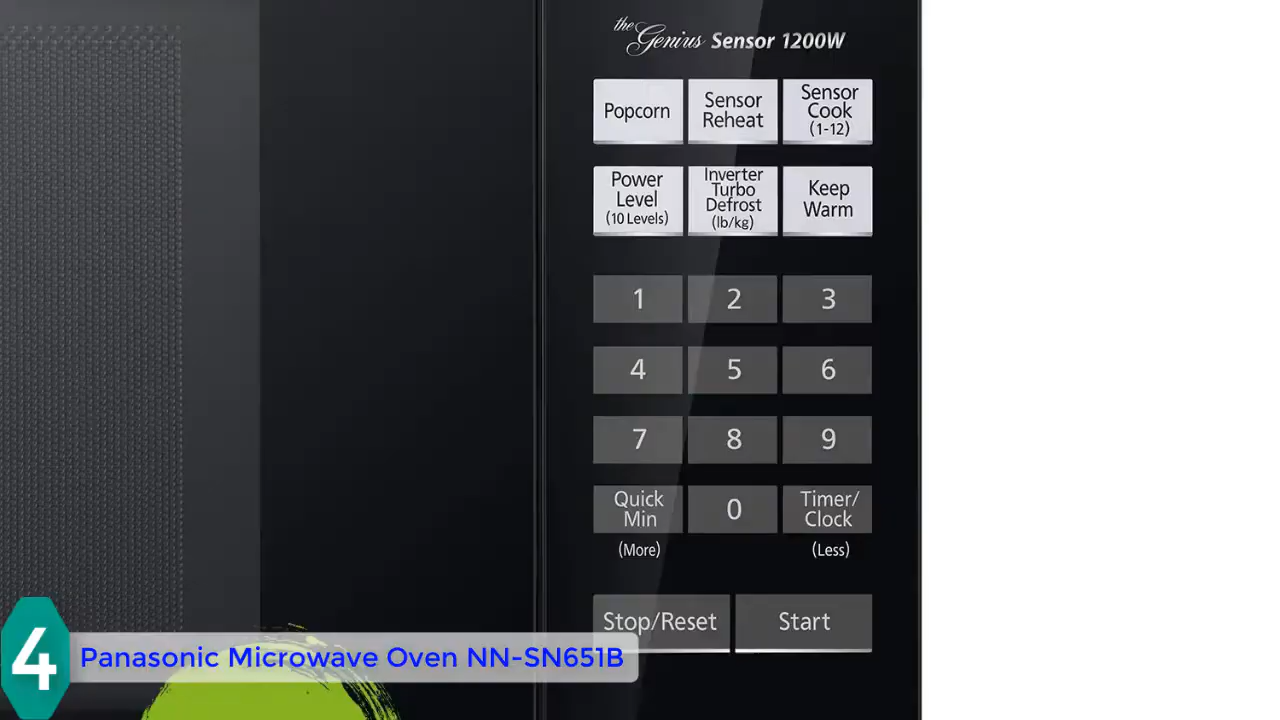 the Genius Sensor 1200W
Popcorn
Sensor
Reheat
Sensor
Cook
(1-12)
Power
Level
(10 Levels)
Inverter
Turbo
Defrost
(lb/kg)
Keep
Warm
1 2 3
4 5 6
7 8 9
Quick
Min
(More)
0
Timer/
Clock
(Less)
Stop/Reset
Start
4
Panasonic Microwave Oven NN-SN651B